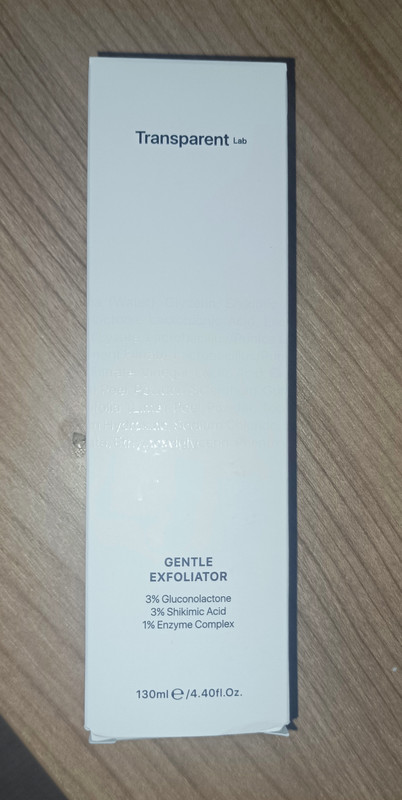 Transparent Lab
GENTLE
EXFOLIATOR
3% Gluconolactone
3% Shikimic Acid
1% Enzyme Complex
130ml ℮/4.40fl.Oz.